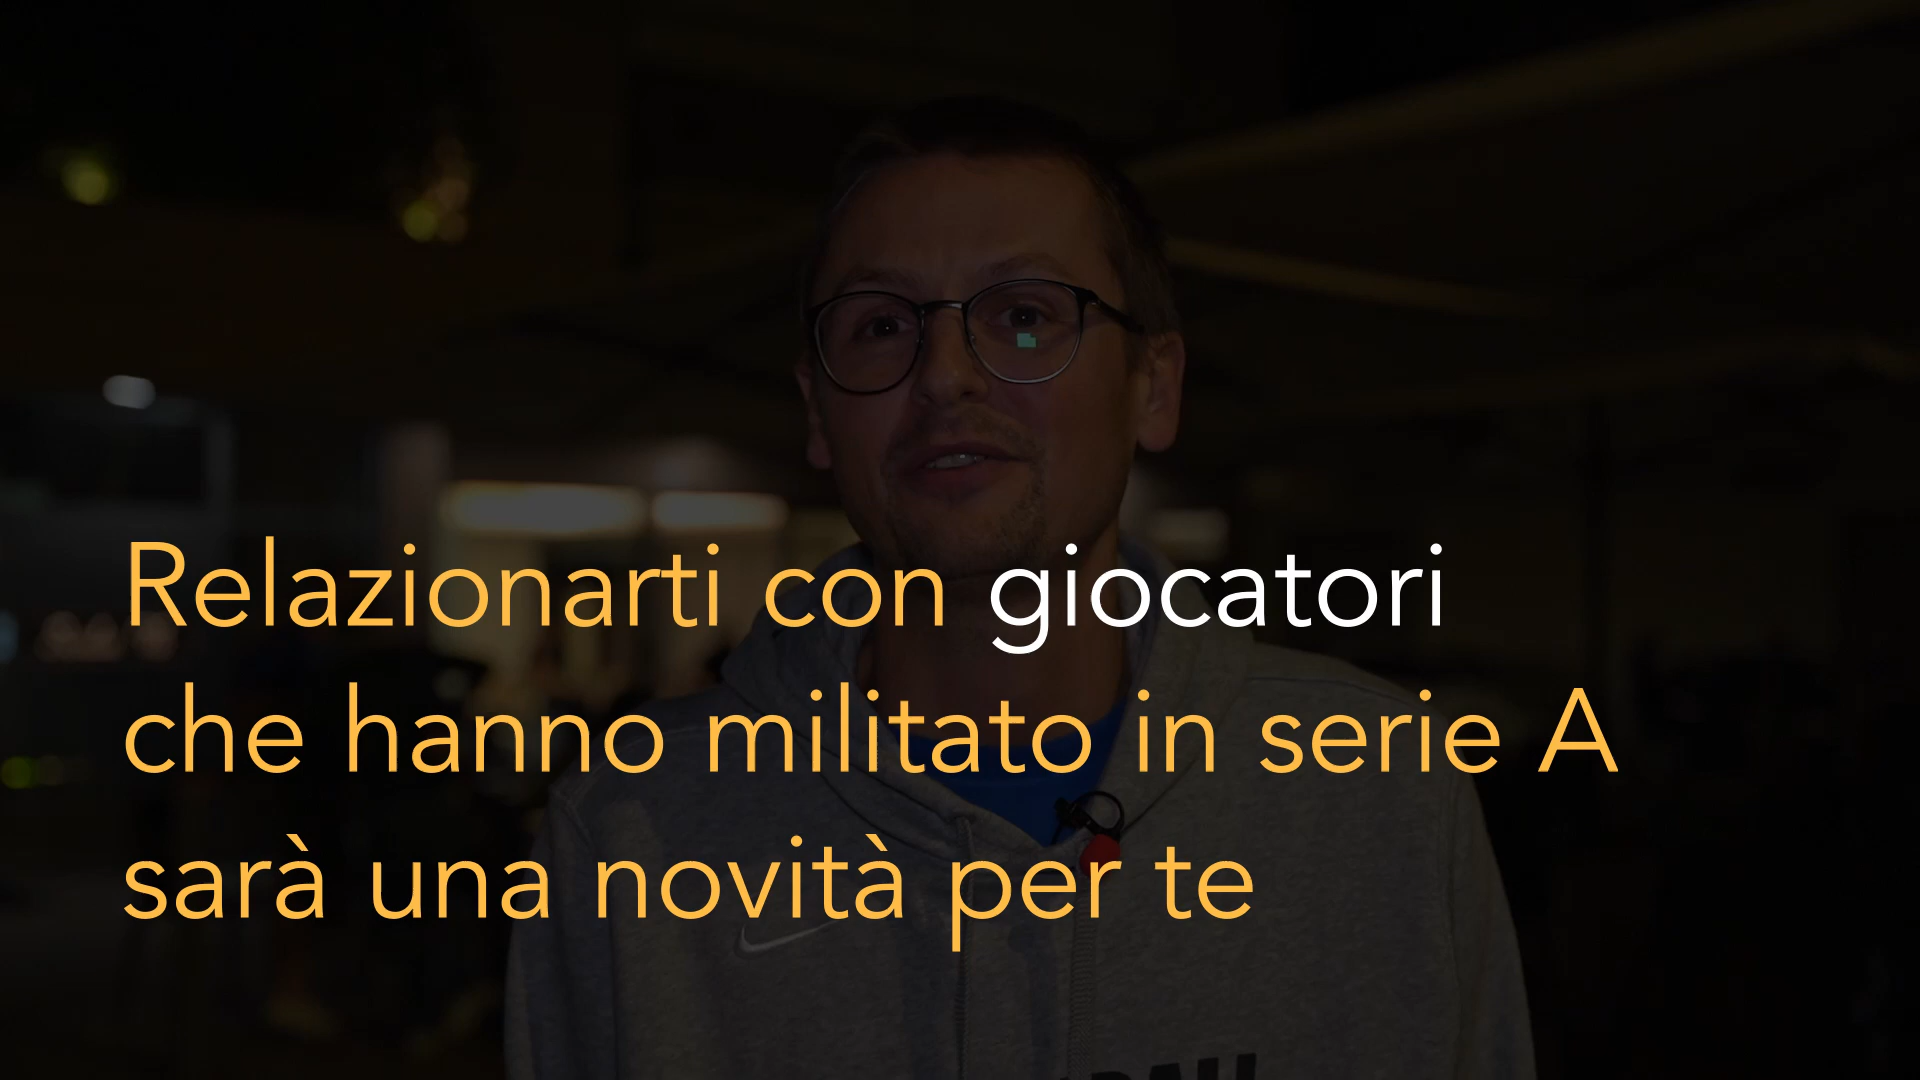 Relazionarti con giocatori
che hanno militato in serie A
sarà una novità per te